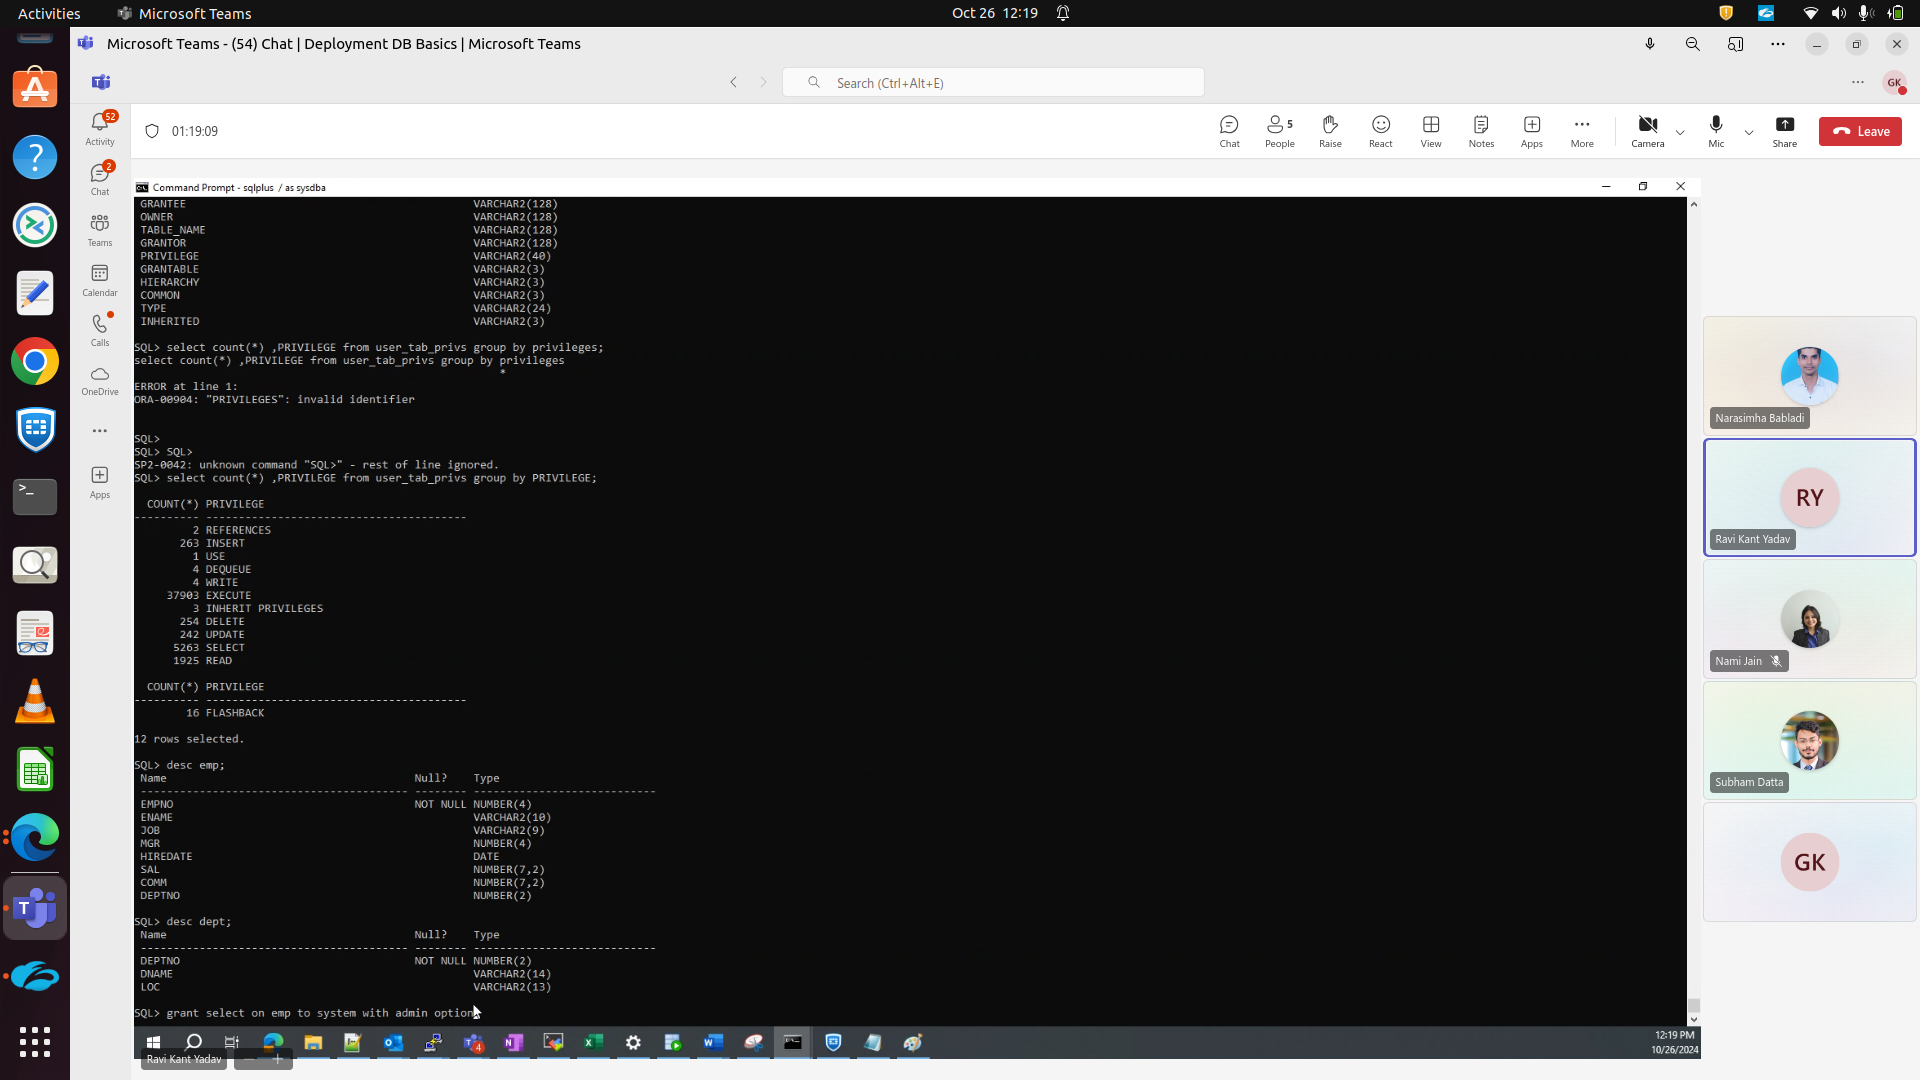 Activities
Microsoft Teams
Oct 26 12:19
Microsoft Teams - (54) Chat | Deployment DB Basics | Microsoft Teams
Search (Ctrl+Alt+E)
GK
52
Activity
2
Chat
Teams
Calendar
Calls
OneDrive
Apps
01:19:09
Chat
5
People
Raise
React
View
Notes
Apps
More
Camera
Mic
Share
Leave
Command Prompt - sqlplus / as sysdba
GRANTEE VARCHAR2(128)
OWNER VARCHAR2(128)
TABLE_NAME VARCHAR2(128)
GRANTOR VARCHAR2(128)
PRIVILEGE VARCHAR2(40)
GRANTABLE VARCHAR2(3)
HIERARCHY VARCHAR2(3)
COMMON VARCHAR2(3)
TYPE VARCHAR2(24)
INHERITED VARCHAR2(3)
SQL> select count(*) ,PRIVILEGE from user_tab_privs group by privileges;
select count(*) ,PRIVILEGE from user_tab_privs group by privileges
*
ERROR at line 1:
ORA-00904: "PRIVILEGES": invalid identifier
SQL>
SQL> SQL>
SP2-0042: unknown command "SQL>" - rest of line ignored.
SQL> select count(*) ,PRIVILEGE from user_tab_privs group by PRIVILEGE;
COUNT(*) PRIVILEGE
---------- ----------------------------------------
2 REFERENCES
263 INSERT
1 USE
4 DEQUEUE
4 WRITE
37903 EXECUTE
3 INHERIT PRIVILEGES
254 DELETE
242 UPDATE
5263 SELECT
1925 READ
COUNT(*) PRIVILEGE
---------- ----------------------------------------
16 FLASHBACK
12 rows selected.
SQL> desc emp;
Name Null? Type
----------------------------------------- -------- ----------------------------
EMPNO NOT NULL NUMBER(4)
ENAME VARCHAR2(10)
JOB VARCHAR2(9)
MGR NUMBER(4)
HIREDATE DATE
SAL NUMBER(7,2)
COMM NUMBER(7,2)
DEPTNO NUMBER(2)
SQL> desc dept;
Name Null? Type
----------------------------------------- -------- ----------------------------
DEPTNO NOT NULL NUMBER(2)
DNAME VARCHAR2(14)
LOC VARCHAR2(13)
SQL> grant select on emp to system with admin option
Narasimha Babladi
RY
Ravi Kant Yadav
Nami Jain
Subham Datta
GK
4
12:19 PM
10/26/2024
Ravi Kant Yadav